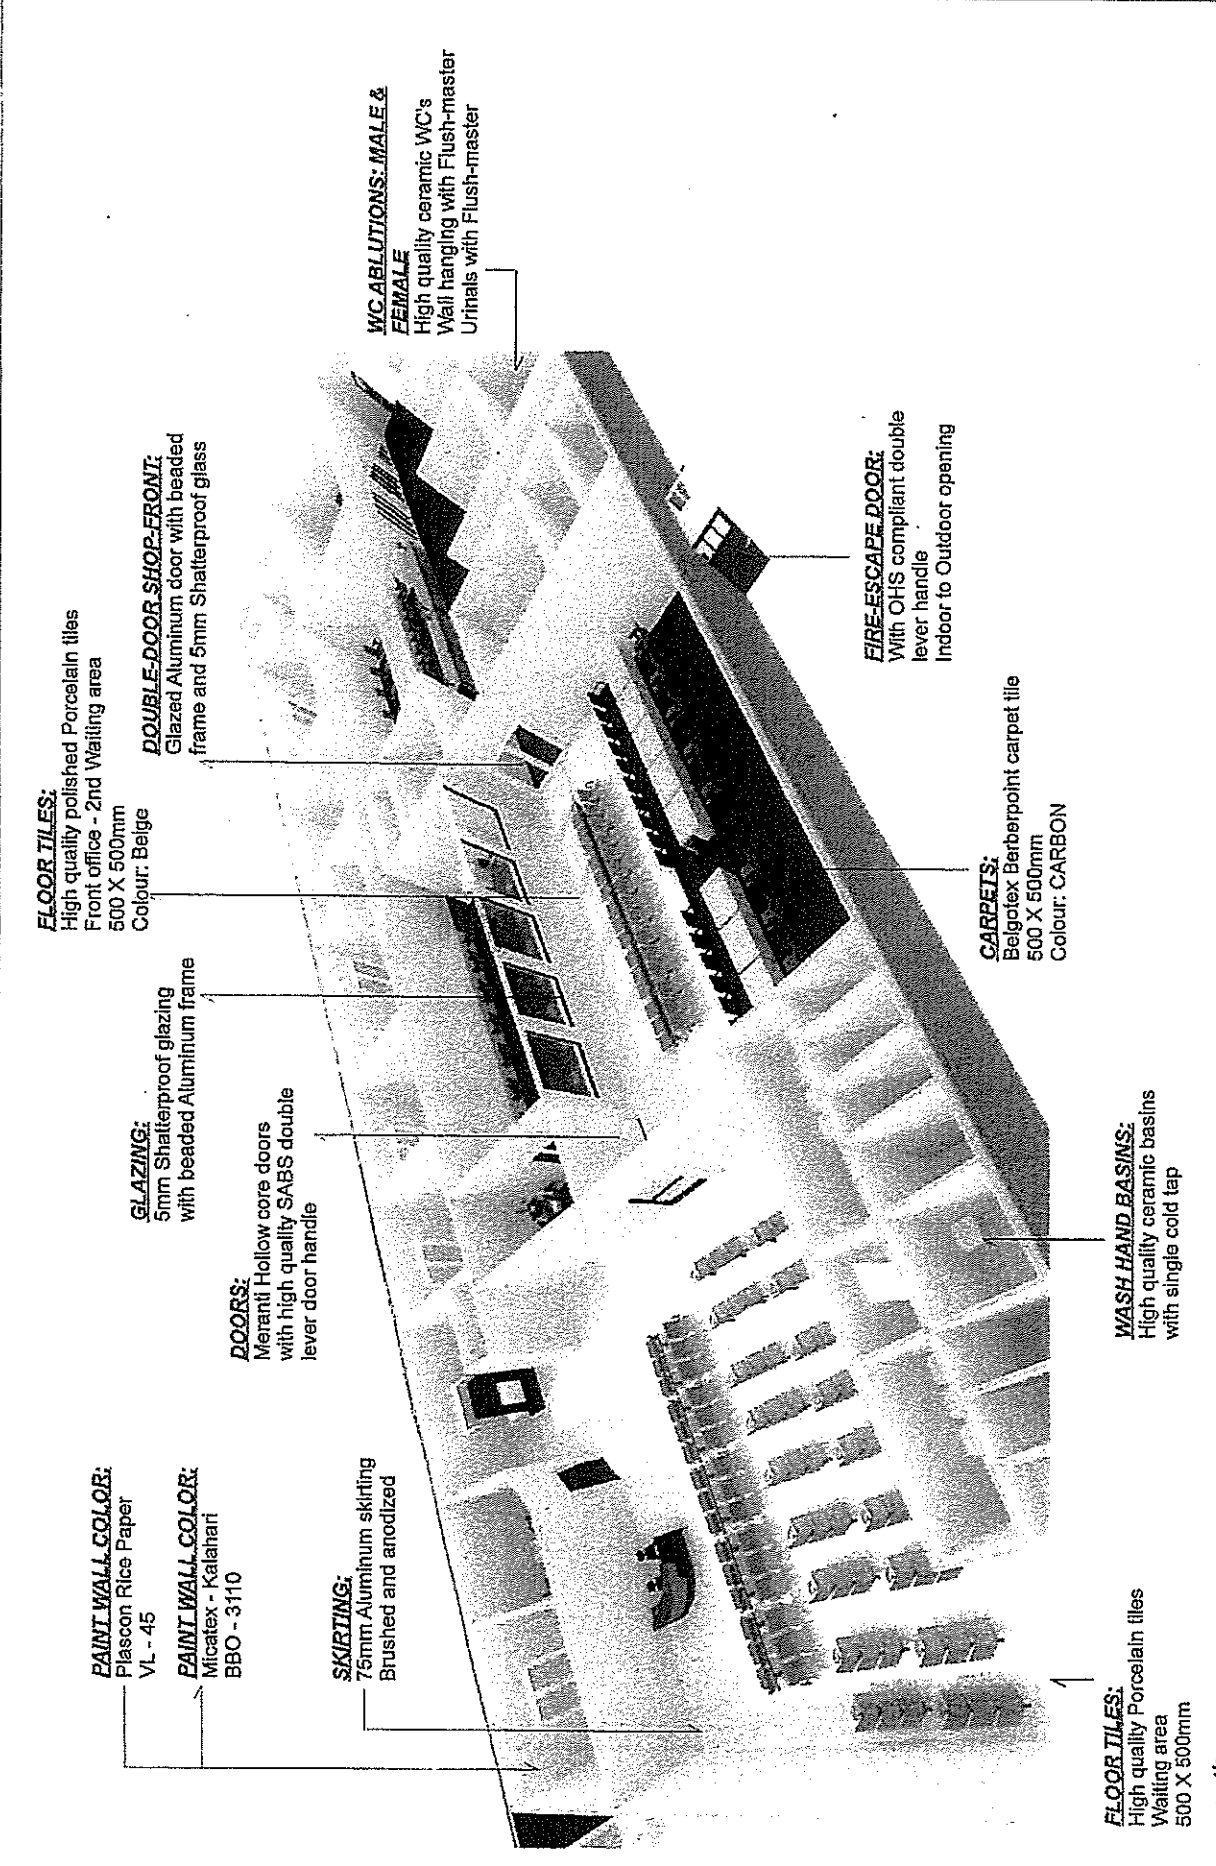 PAINT WALL COLOR:
Plascon Rice Paper
VL - 45
PAINT WALL COLOR:
Micatex - Kalahari
BBO - 3110
SKIRTING:
75mm Aluminum skirting
Brushed and anodized
DOORS:
Meranti Hollow core doors
with high quality SABS double
lever door handle
GLAZING:
5mm Shatterproof glazing
with beaded Aluminum frame
FLOOR TILES:
High quality polished Porcelain tiles
Front office - 2nd Waiting area
500 X 500mm
Colour: Beige
DOUBLE-DOOR SHOP-FRONT:
Glazed Aluminum door with beaded
frame and 5mm Shatterproof glass
WC ABLUTIONS: MALE &
FEMALE
High quality ceramic WC's
Wall hanging with Flush-master
Urinals with Flush-master
FLOOR TILES:
High quality Porcelain tiles
Waiting area
500 X 500mm
WASH HAND BASINS:
High quality ceramic basins
with single cold tap
CARPETS:
Belgotex Berberpoint carpet tile
500 X 500mm
Colour: CARBON
FIRE-ESCAPE DOOR:
With OHS compliant double
lever handle
Indoor to Outdoor opening